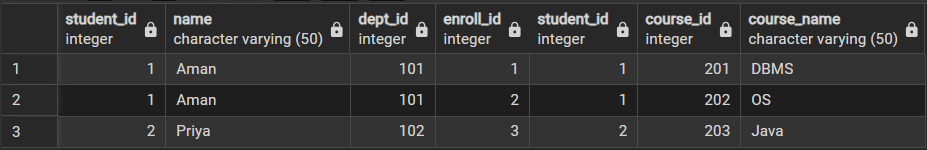 student_id name dept_id enroll_id student_id course_id course_name
integer character varying (50) integer integer integer integer character varying (50)
1 1 Aman 101 1 1 201 DBMS
2 1 Aman 101 2 1 202 OS
3 2 Priya 102 3 2 203 Java